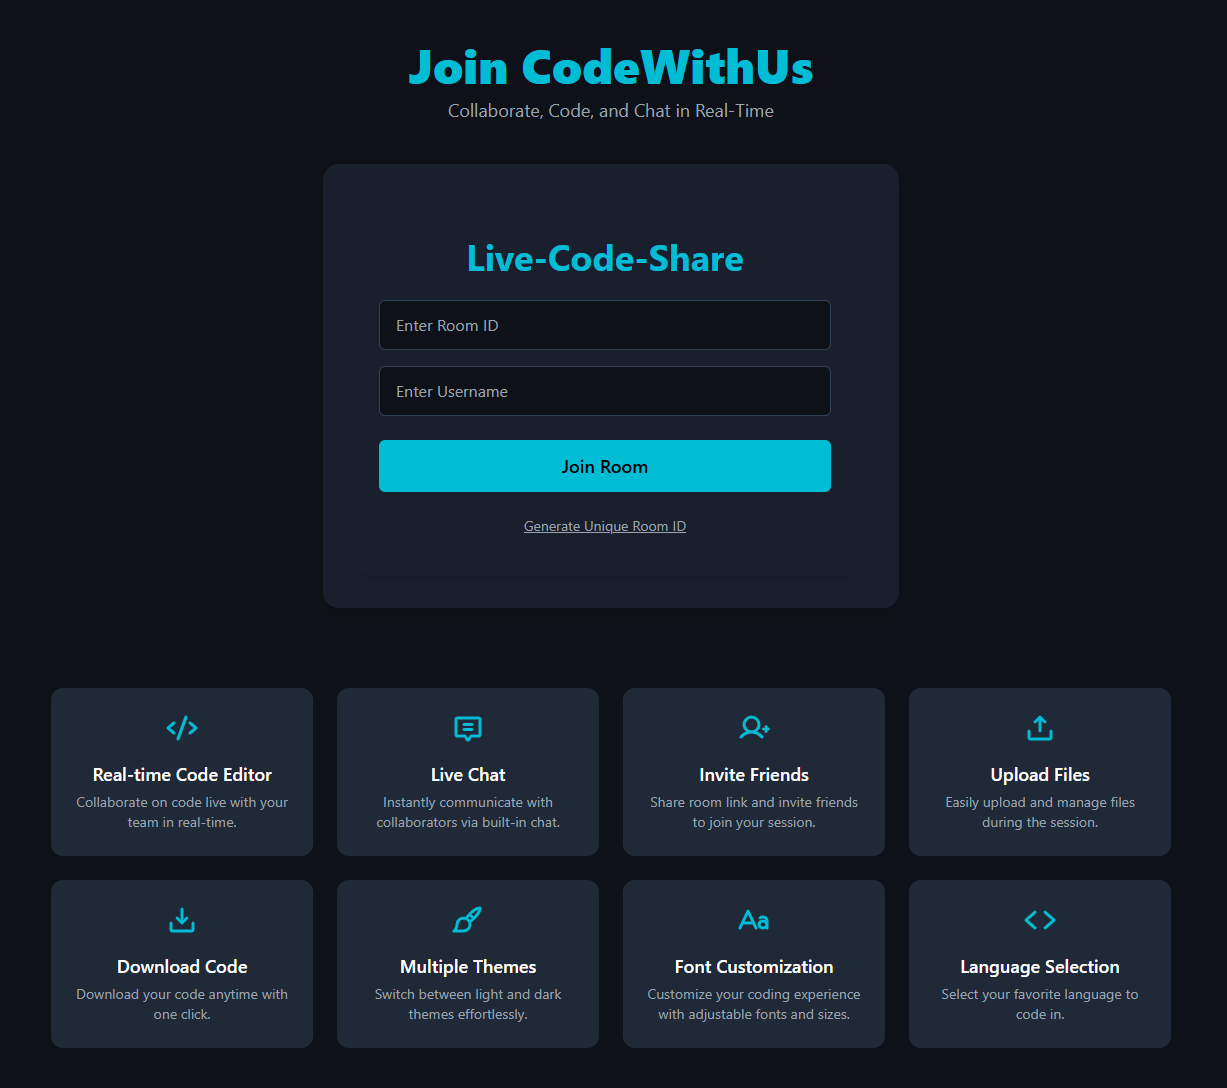 Join CodeWithUs
Collaborate, Code, and Chat in Real-Time
Live-Code-Share
Enter Room ID
Enter Username
Join Room
Generate Unique Room ID
Real-time Code Editor
Collaborate on code live with your
team in real-time.
Live Chat
Instantly communicate with
collaborators via built-in chat.
Invite Friends
Share room link and invite friends
to join your session.
Upload Files
Easily upload and manage files
during the session.
Download Code
Download your code anytime with
one click.
Multiple Themes
Switch between light and dark
themes effortlessly.
Aa
Font Customization
Customize your coding experience
with adjustable fonts and sizes.
Language Selection
Select your favorite language to
code in.